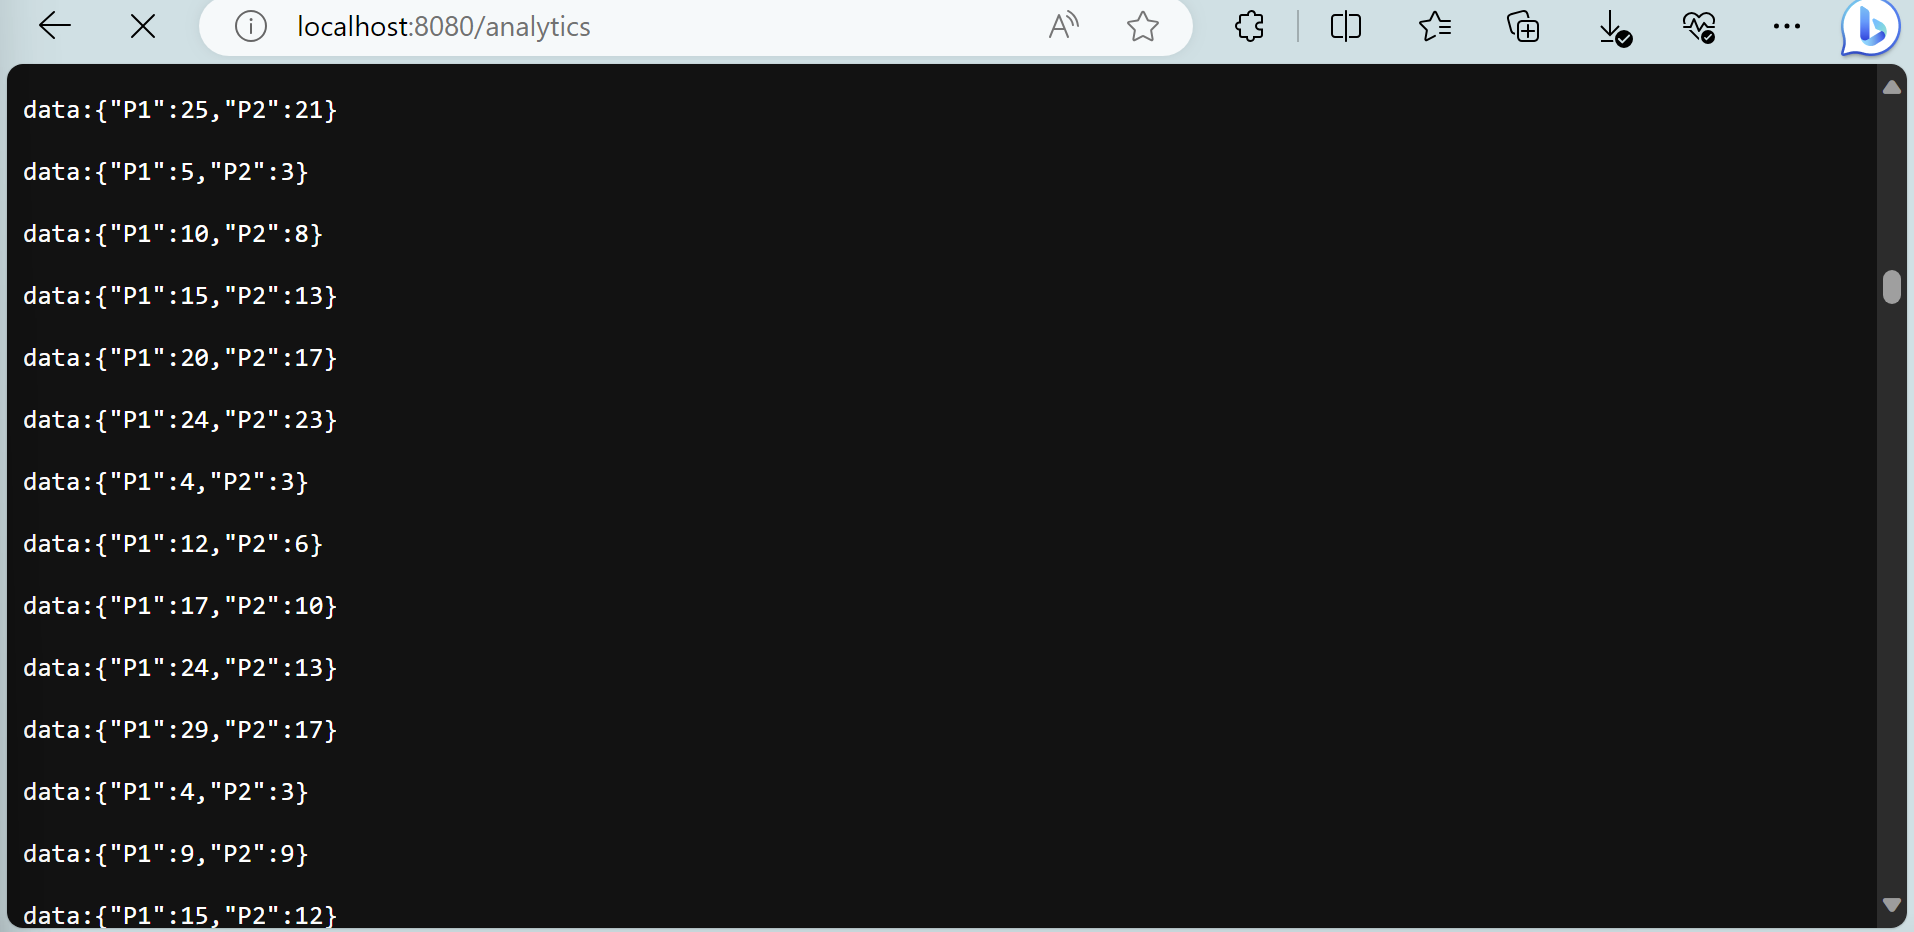 localhost:8080/analytics
data:{"P1":25,"P2":21}
data:{"P1":5,"P2":3}
data:{"P1":10,"P2":8}
data:{"P1":15,"P2":13}
data:{"P1":20,"P2":17}
data:{"P1":24,"P2":23}
data:{"P1":4,"P2":3}
data:{"P1":12,"P2":6}
data:{"P1":17,"P2":10}
data:{"P1":24,"P2":13}
data:{"P1":29,"P2":17}
data:{"P1":4,"P2":3}
data:{"P1":9,"P2":9}
data:{"P1":15,"P2":12}